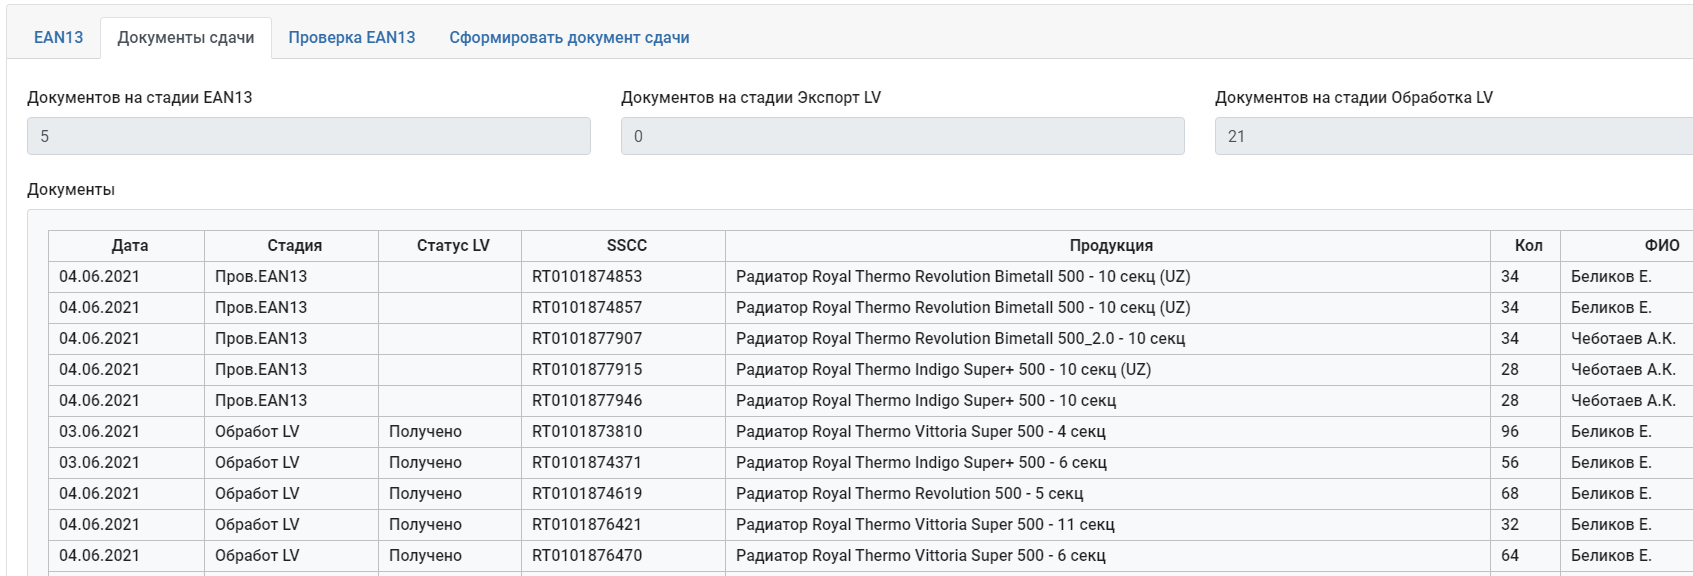 EAN13 Документы сдачи Проверка EAN13 Сформировать документ сдачи
Документов на стадии EAN13 Документов на стадии Экспорт LV Документов на стадии Обработка LV
5 0 21
Документы
Дата Стадия Статус LV SSCC Продукция Кол ФИО
04.06.2021 Пров.EAN13 RT0101874853 Радиатор Royal Thermo Revolution Bimetall 500 - 10 секц (UZ) 34 Беликов Е.
04.06.2021 Пров.EAN13 RT0101874857 Радиатор Royal Thermo Revolution Bimetall 500 - 10 секц (UZ) 34 Беликов Е.
04.06.2021 Пров.EAN13 RT0101877907 Радиатор Royal Thermo Revolution Bimetall 500_2.0 - 10 секц 34 Чеботаев А.К.
04.06.2021 Пров.EAN13 RT0101877915 Радиатор Royal Thermo Indigo Super+ 500 - 10 секц (UZ) 28 Чеботаев А.К.
04.06.2021 Пров.EAN13 RT0101877946 Радиатор Royal Thermo Indigo Super+ 500 - 10 секц 28 Чеботаев А.К.
03.06.2021 Обработ LV Получено RT0101873810 Радиатор Royal Thermo Vittoria Super 500 - 4 секц 96 Беликов Е.
03.06.2021 Обработ LV Получено RT0101874371 Радиатор Royal Thermo Indigo Super+ 500 - 6 секц 56 Беликов Е.
04.06.2021 Обработ LV Получено RT0101874619 Радиатор Royal Thermo Revolution 500 - 5 секц 68 Беликов Е.
04.06.2021 Обработ LV Получено RT0101876421 Радиатор Royal Thermo Vittoria Super 500 - 11 секц 32 Беликов Е.
04.06.2021 Обработ LV Получено RT0101876470 Радиатор Royal Thermo Vittoria Super 500 - 6 секц 64 Беликов Е.